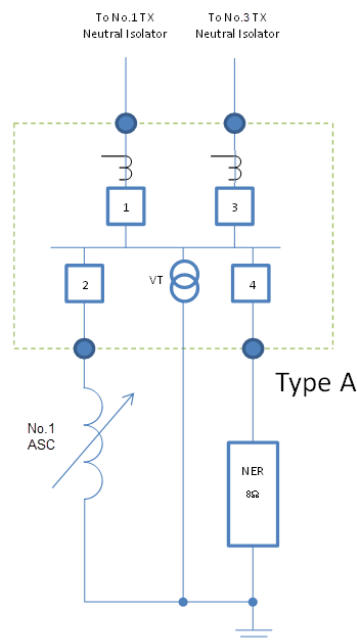 To No.1 TX
Neutral Isolator
To No.3 TX
Neutral Isolator
1
3
2
VT
4
Type A
No.1
ASC
NER
8Ω